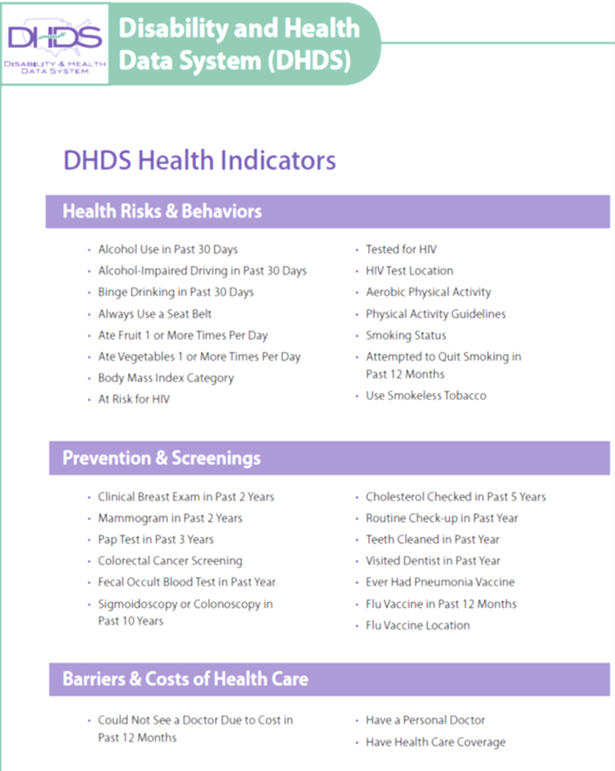 DHDS
DISABILITY & HEALTH
DATA SYSTEM
Disability and Health
Data System (DHDS)
DHDS Health Indicators
Health Risks & Behaviors
• Alcohol Use in Past 30 Days
• Alcohol-Impaired Driving in Past 30 Days
• Binge Drinking in Past 30 Days
• Always Use a Seat Belt
• Ate Fruit 1 or More Times Per Day
• Ate Vegetables 1 or More Times Per Day
• Body Mass Index Category
• At Risk for HIV
• Tested for HIV
• HIV Test Location
• Aerobic Physical Activity
• Physical Activity Guidelines
• Smoking Status
• Attempted to Quit Smoking in
Past 12 Months
• Use Smokeless Tobacco
Prevention & Screenings
• Clinical Breast Exam in Past 2 Years
• Mammogram in Past 2 Years
• Pap Test in Past 3 Years
• Colorectal Cancer Screening
• Fecal Occult Blood Test in Past Year
• Sigmoidoscopy or Colonoscopy in
Past 10 Years
• Cholesterol Checked in Past 5 Years
• Routine Check-up in Past Year
• Teeth Cleaned in Past Year
• Visited Dentist in Past Year
• Ever Had Pneumonia Vaccine
• Flu Vaccine in Past 12 Months
• Flu Vaccine Location
Barriers & Costs of Health Care
• Could Not See a Doctor Due to Cost in
Past 12 Months
• Have a Personal Doctor
• Have Health Care Coverage